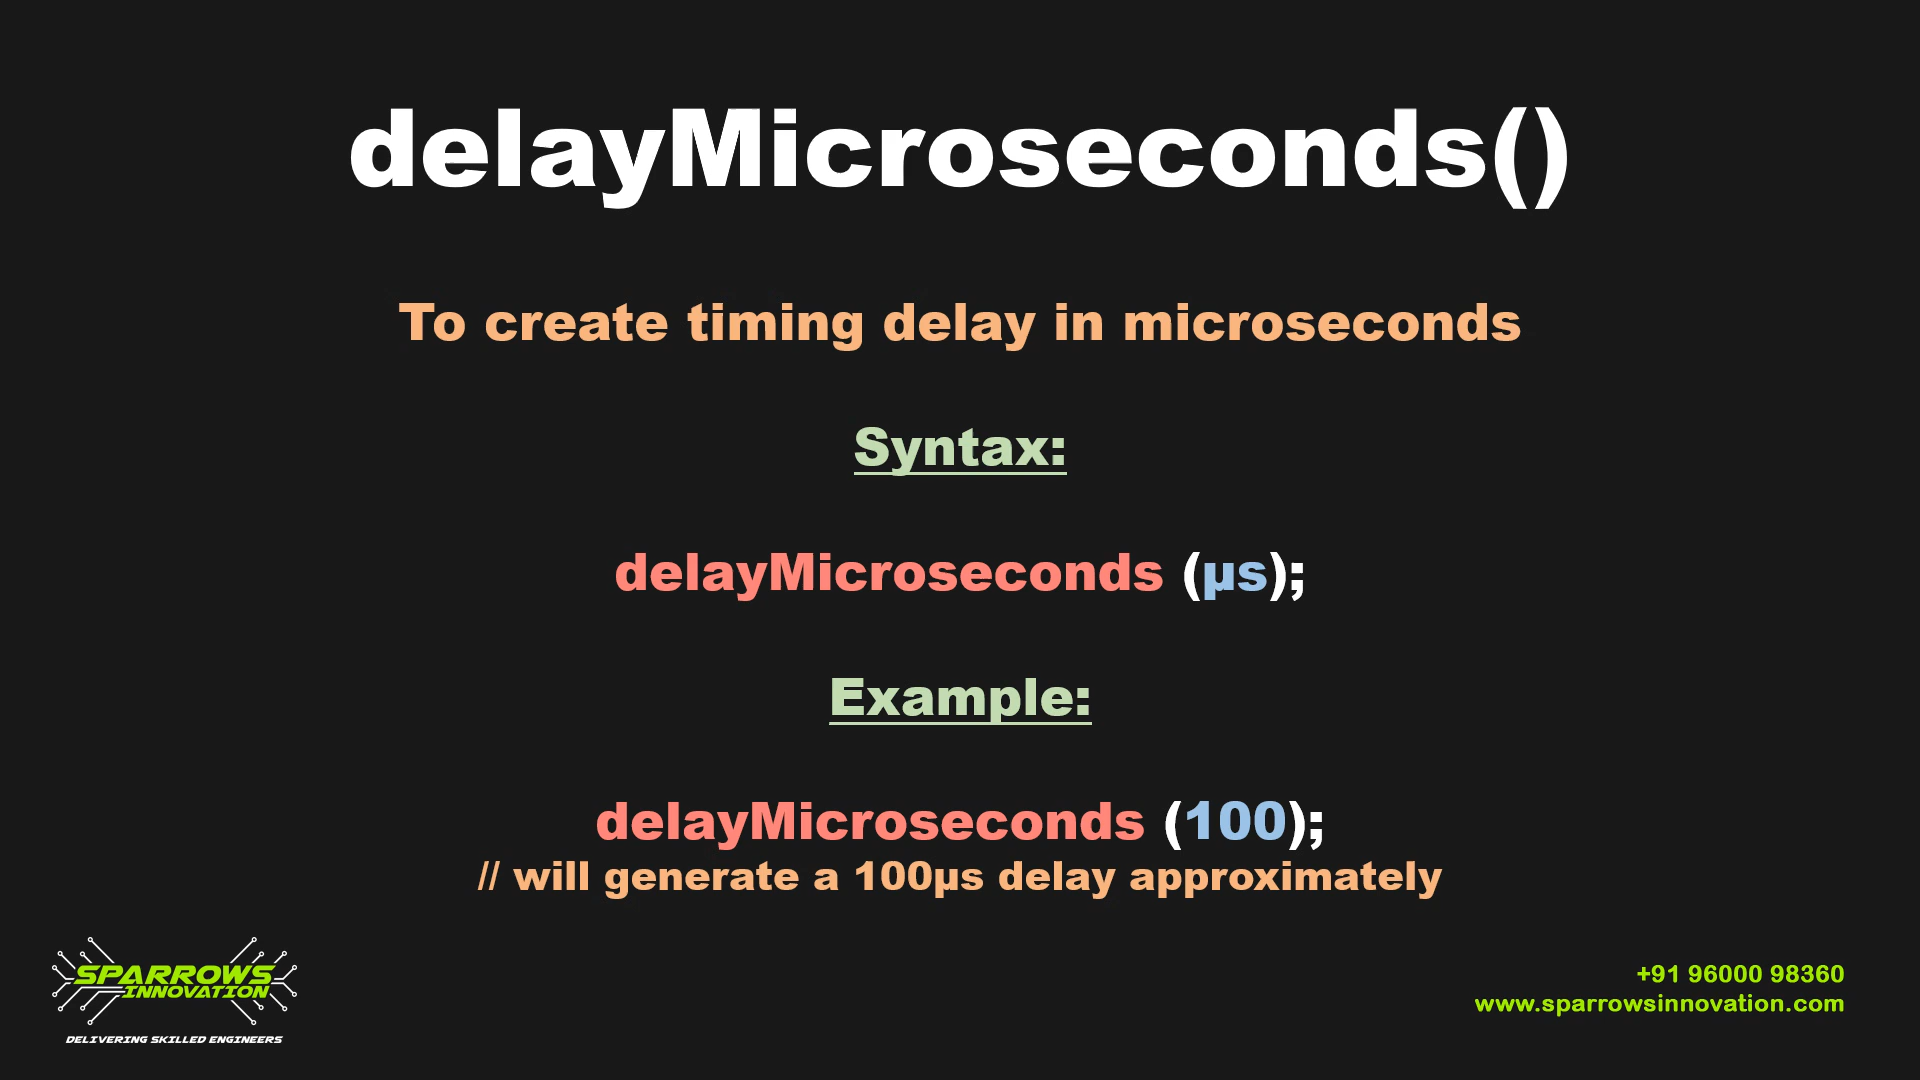 delayMicroseconds()
To create timing delay in microseconds
Syntax:
delayMicroseconds (µs);
Example:
delayMicroseconds (100);
// will generate a 100µs delay approximately
SPARROWS
INNOVATION
DELIVERING SKILLED ENGINEERS
+91 96000 98360
www.sparrowsinnovation.com